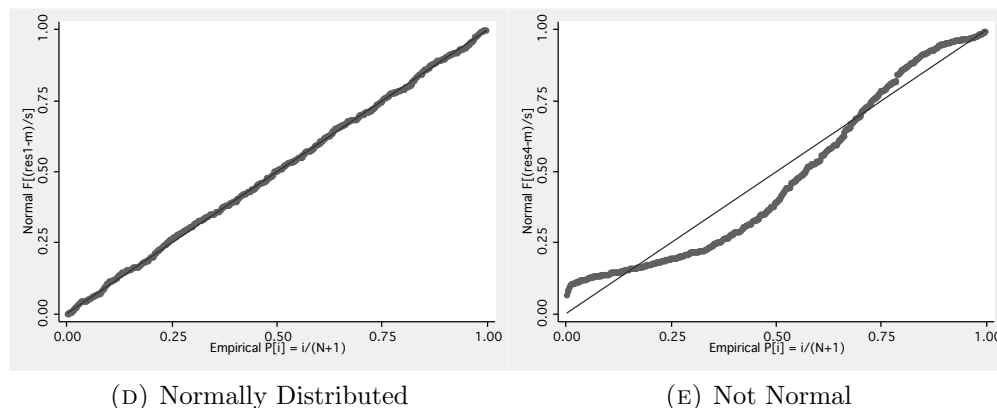 Normal F[(res1-m)/s]
1.00
0.75
0.50
0.25
0.00
0.00 0.25 0.50 0.75 1.00
Empirical P[i] = i/(N+1)
(D) Normally Distributed
Normal F[(res4-m)/s]
1.00
0.75
0.50
0.25
0.00
0.00 0.25 0.50 0.75 1.00
Empirical P[i] = i/(N+1)
(E) Not Normal